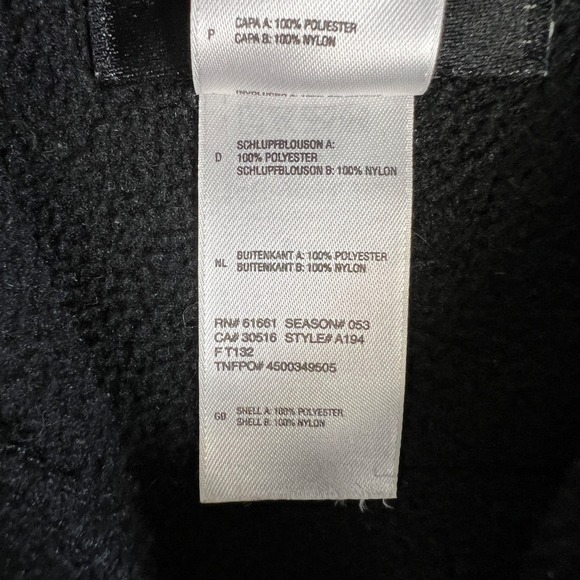 P
CAPA A: 100% POLYESTER
CAPA B: 100% NYLON
SCHLUPFBLOUSON A:
D 100% POLYESTER
SCHLUPFBLOUSON B: 100% NYLON
NL BUITENKANT A: 100% POLYESTER
BUITENKANT B: 100% NYLON
RN# 61661 SEASON# 053
CA# 30516 STYLE# A194
F T132
TNFPO# 4500349505
GB SHELL A: 100% POLYESTER
SHELL B: 100% NYLON